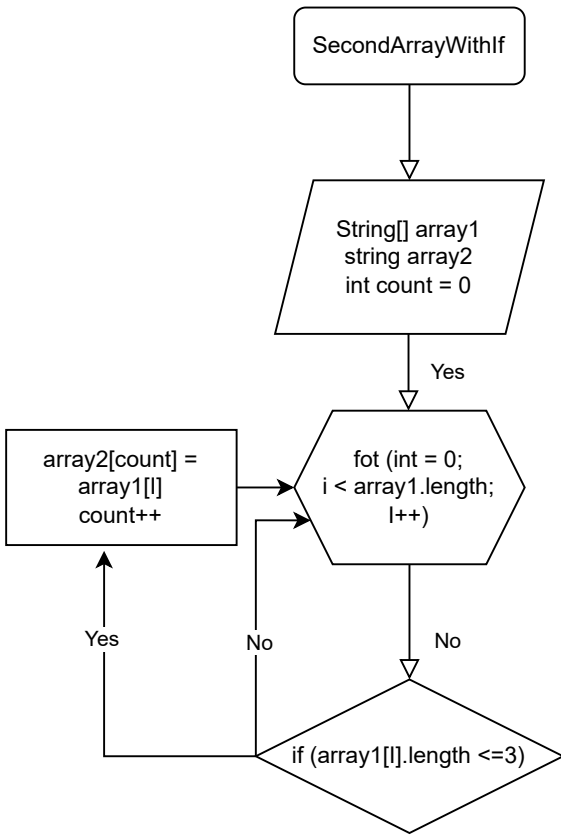 SecondArrayWithIf
String[] array1
string array2
int count = 0
Yes
fot (int = 0;
i < array1.length;
I++)
array2[count] =
array1[I]
count++
Yes
No
No
if (array1[I].length <=3)